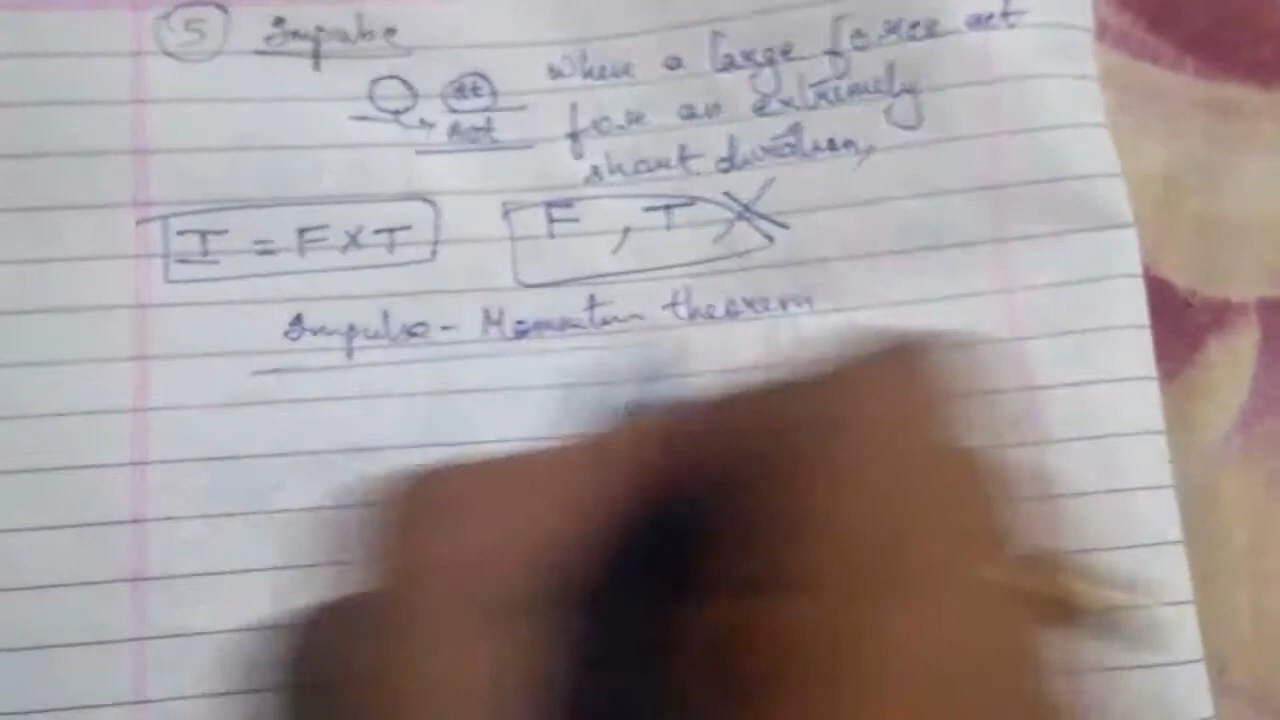 5 Impulse
When a large force act
for an extremely
short duration,
I = F X T
F , T X
Impulse - Momentum theorem